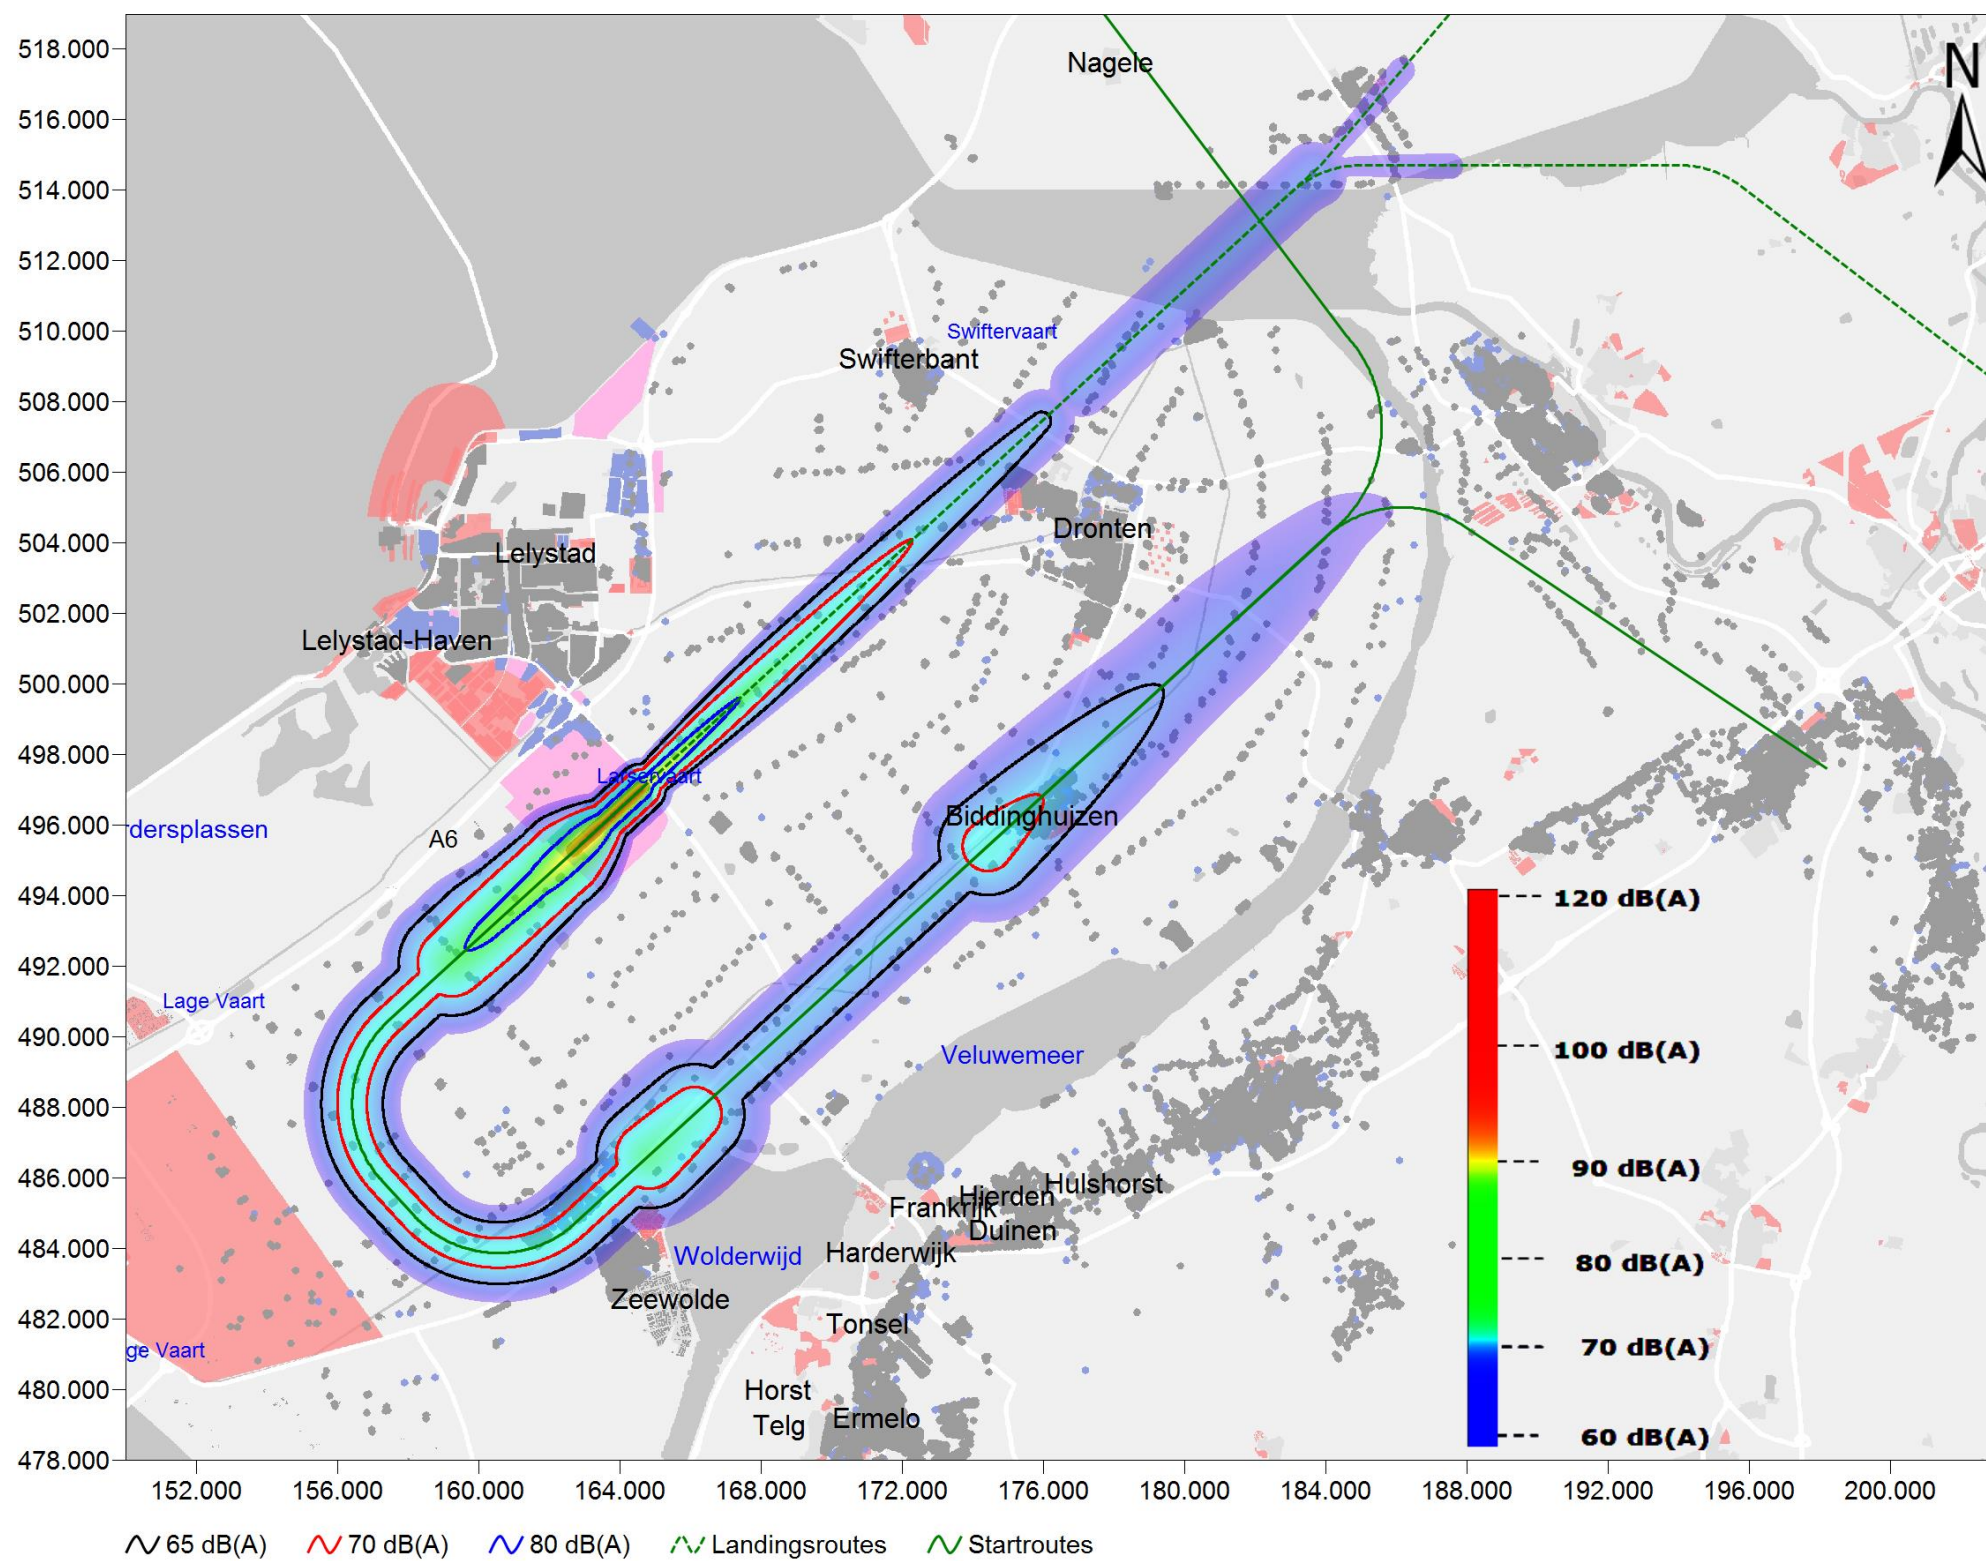 518.000
Nagele
N
516.000
514.000
512.000
510.000
Swiftervaart
Swifterbant
508.000
506.000
504.000
Lelystad
Dronten
502.000
Lelystad-Haven
500.000
498.000
Larservaart
496.000
rdersplassen
A6
Biddinghuizen
494.000
120 dB(A)
492.000
Lage Vaart
490.000
Veluwemeer
100 dB(A)
488.000
90 dB(A)
486.000
Hierden
Hulshorst
Frankrijk
Duinen
484.000
Wolderwijd
Harderwijk
80 dB(A)
Zeewolde
482.000
Tonsel
ge Vaart
70 dB(A)
480.000
Horst
Telg
Ermelo
60 dB(A)
478.000
152.000 156.000 160.000 164.000 168.000 172.000 176.000 180.000 184.000 188.000 192.000 196.000 200.000
65 dB(A) 70 dB(A) 80 dB(A) Landingsroutes Startroutes